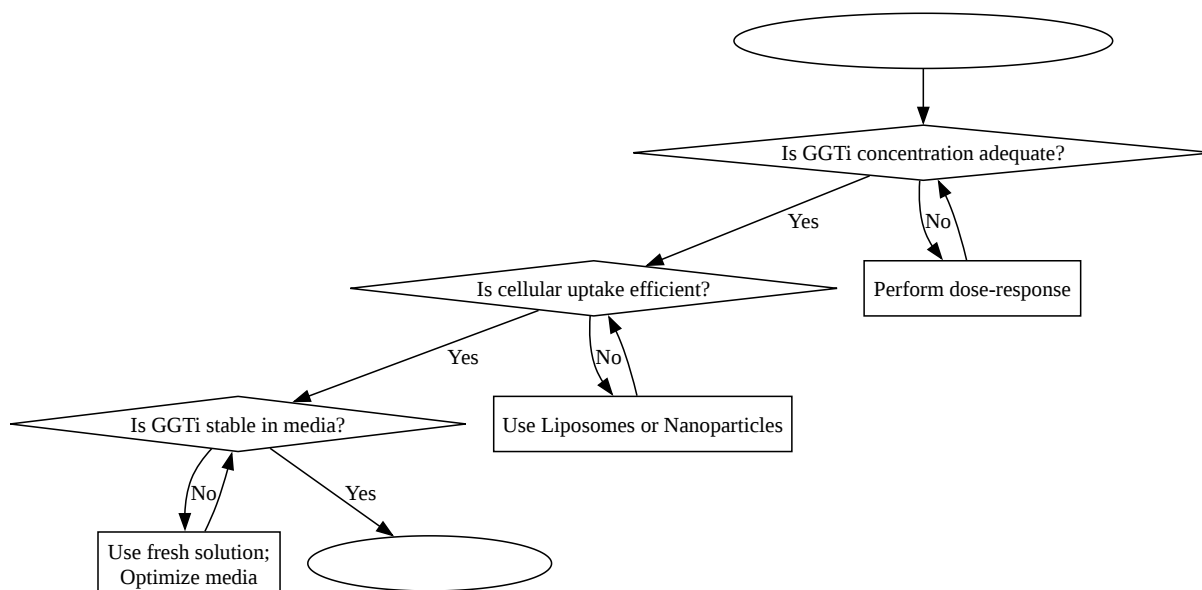 Is GGTi concentration adequate?
Yes
No
Is cellular uptake efficient?
Perform dose-response
Yes
No
Is GGTi stable in media?
Use Liposomes or Nanoparticles
No
Yes
Use fresh solution;
Optimize media